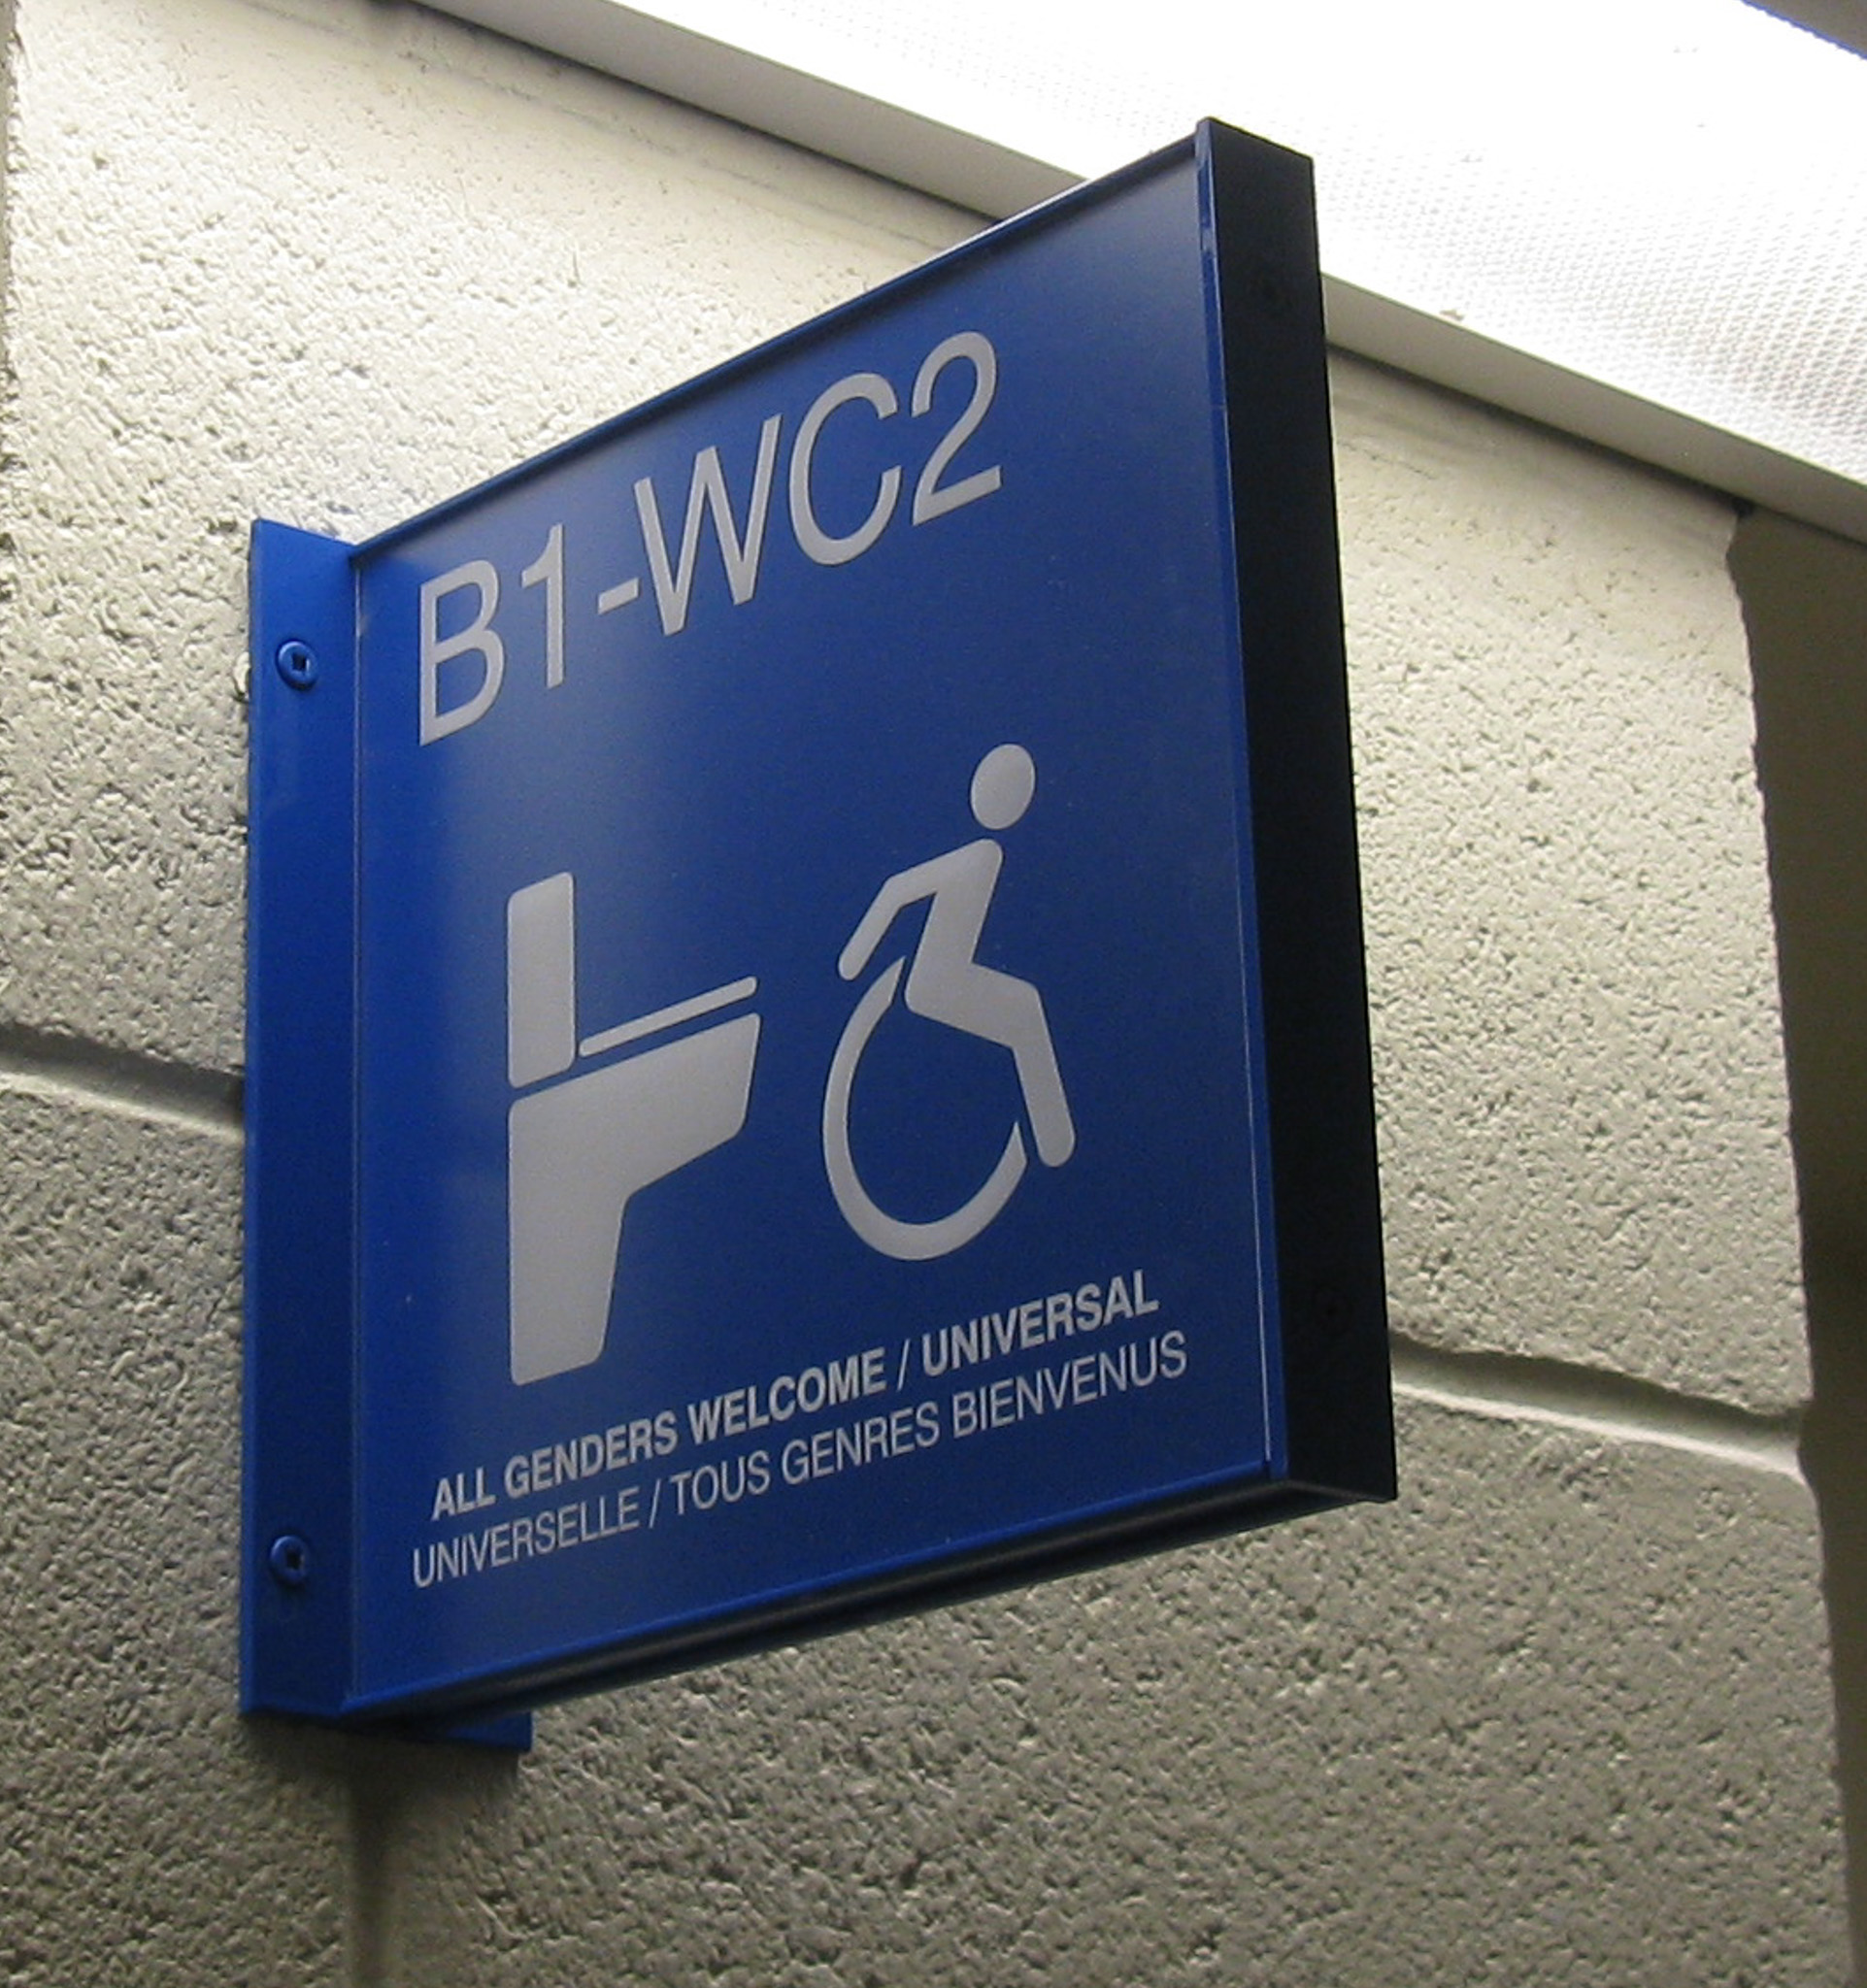 B1-WC2
ALL GENDERS WELCOME / UNIVERSAL
UNIVERSELLE / TOUS GENRES BIENVENUS